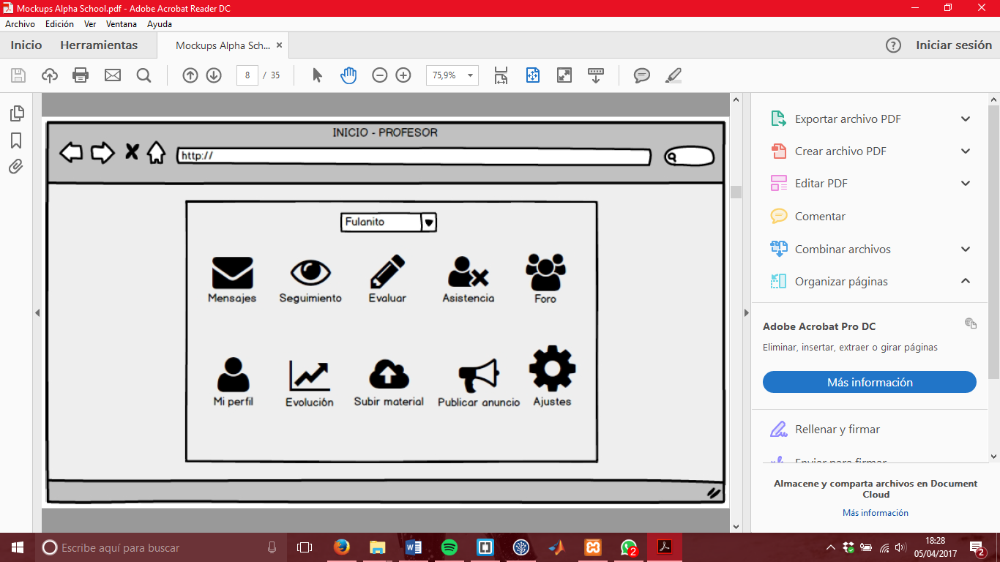 Mockups Alpha School.pdf - Adobe Acrobat Reader DC
Archivo Edición Ver Ventana Ayuda
Inicio Herramientas Mockups Alpha Sch... × ? Iniciar sesión
8 / 35 75,9%
INICIO - PROFESOR
http://
Fulanito
Mensajes Seguimiento Evaluar Asistencia Foro
Mi perfil Evolución Subir material Publicar anuncio Ajustes
Exportar archivo PDF
Crear archivo PDF
Editar PDF
Comentar
Combinar archivos
Organizar páginas
Adobe Acrobat Pro DC
Eliminar, insertar, extraer o girar páginas
Más información
Rellenar y firmar
Enviar para firmar
Almacene y comparta archivos en Document
Cloud
Más información
Escribe aquí para buscar
2
18:28
05/04/2017
2